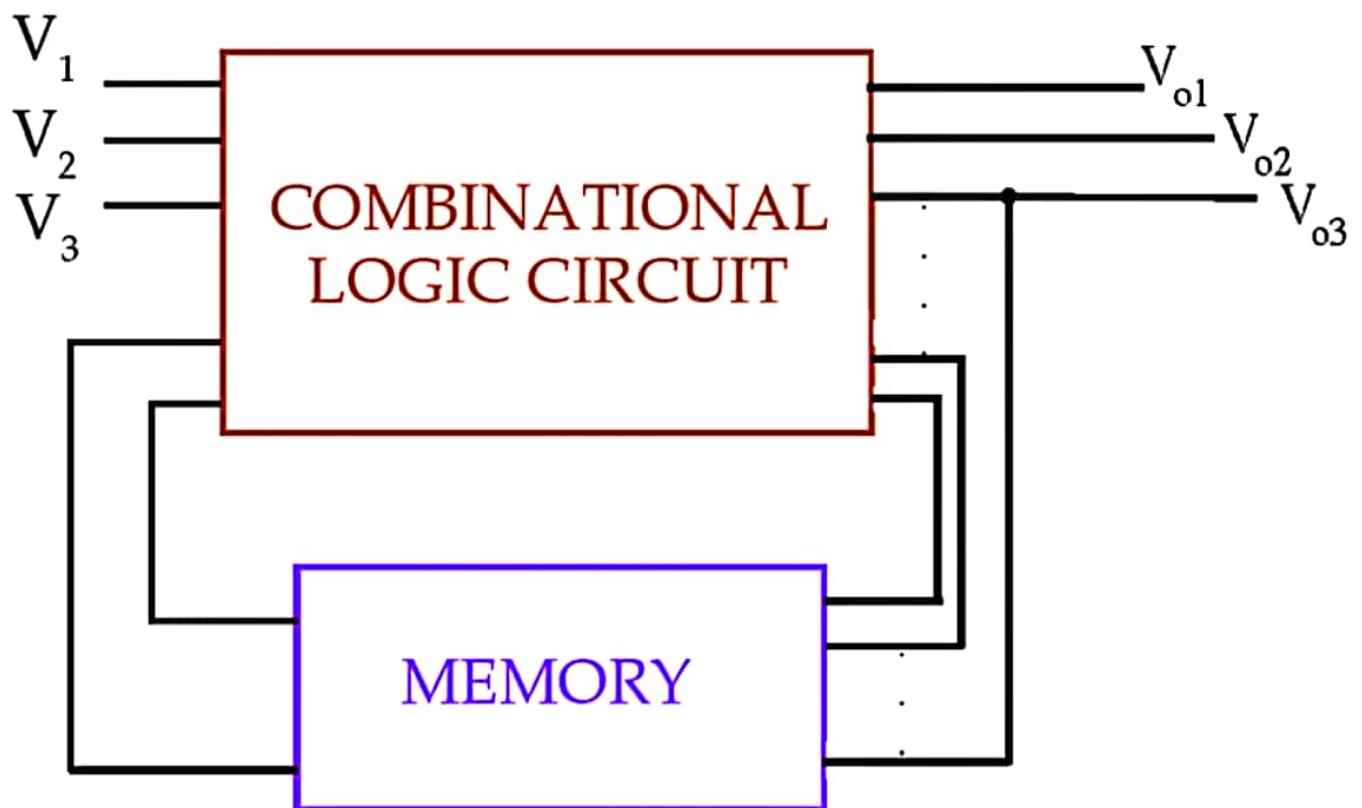 V1
V2
V3
COMBINATIONAL
LOGIC CIRCUIT
Vo1
Vo2
Vo3
MEMORY